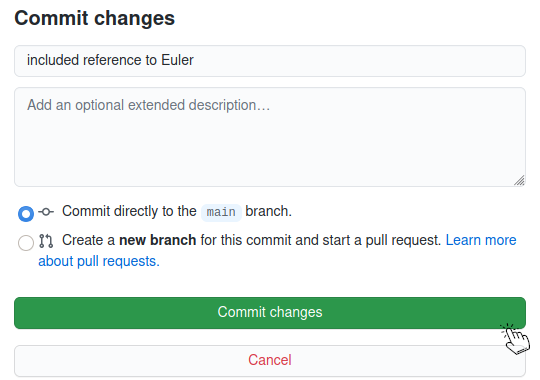 Commit changes
included reference to Euler
Add an optional extended description…
Commit directly to the main branch.
Create a new branch for this commit and start a pull request. Learn more
about pull requests.
Commit changes
Cancel